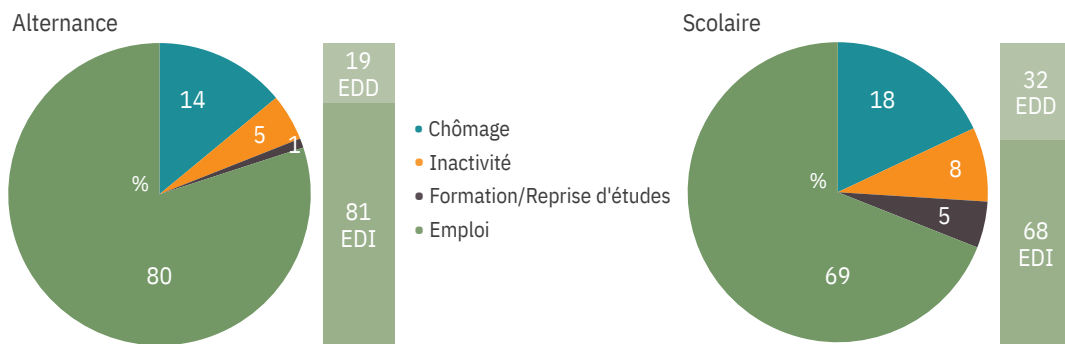 Alternance
14
5
1
%
80
19
EDD
81
EDI
Chômage
Inactivité
Formation/Reprise d'études
Emploi
Scolaire
18
8
5
%
69
32
EDD
68
EDI